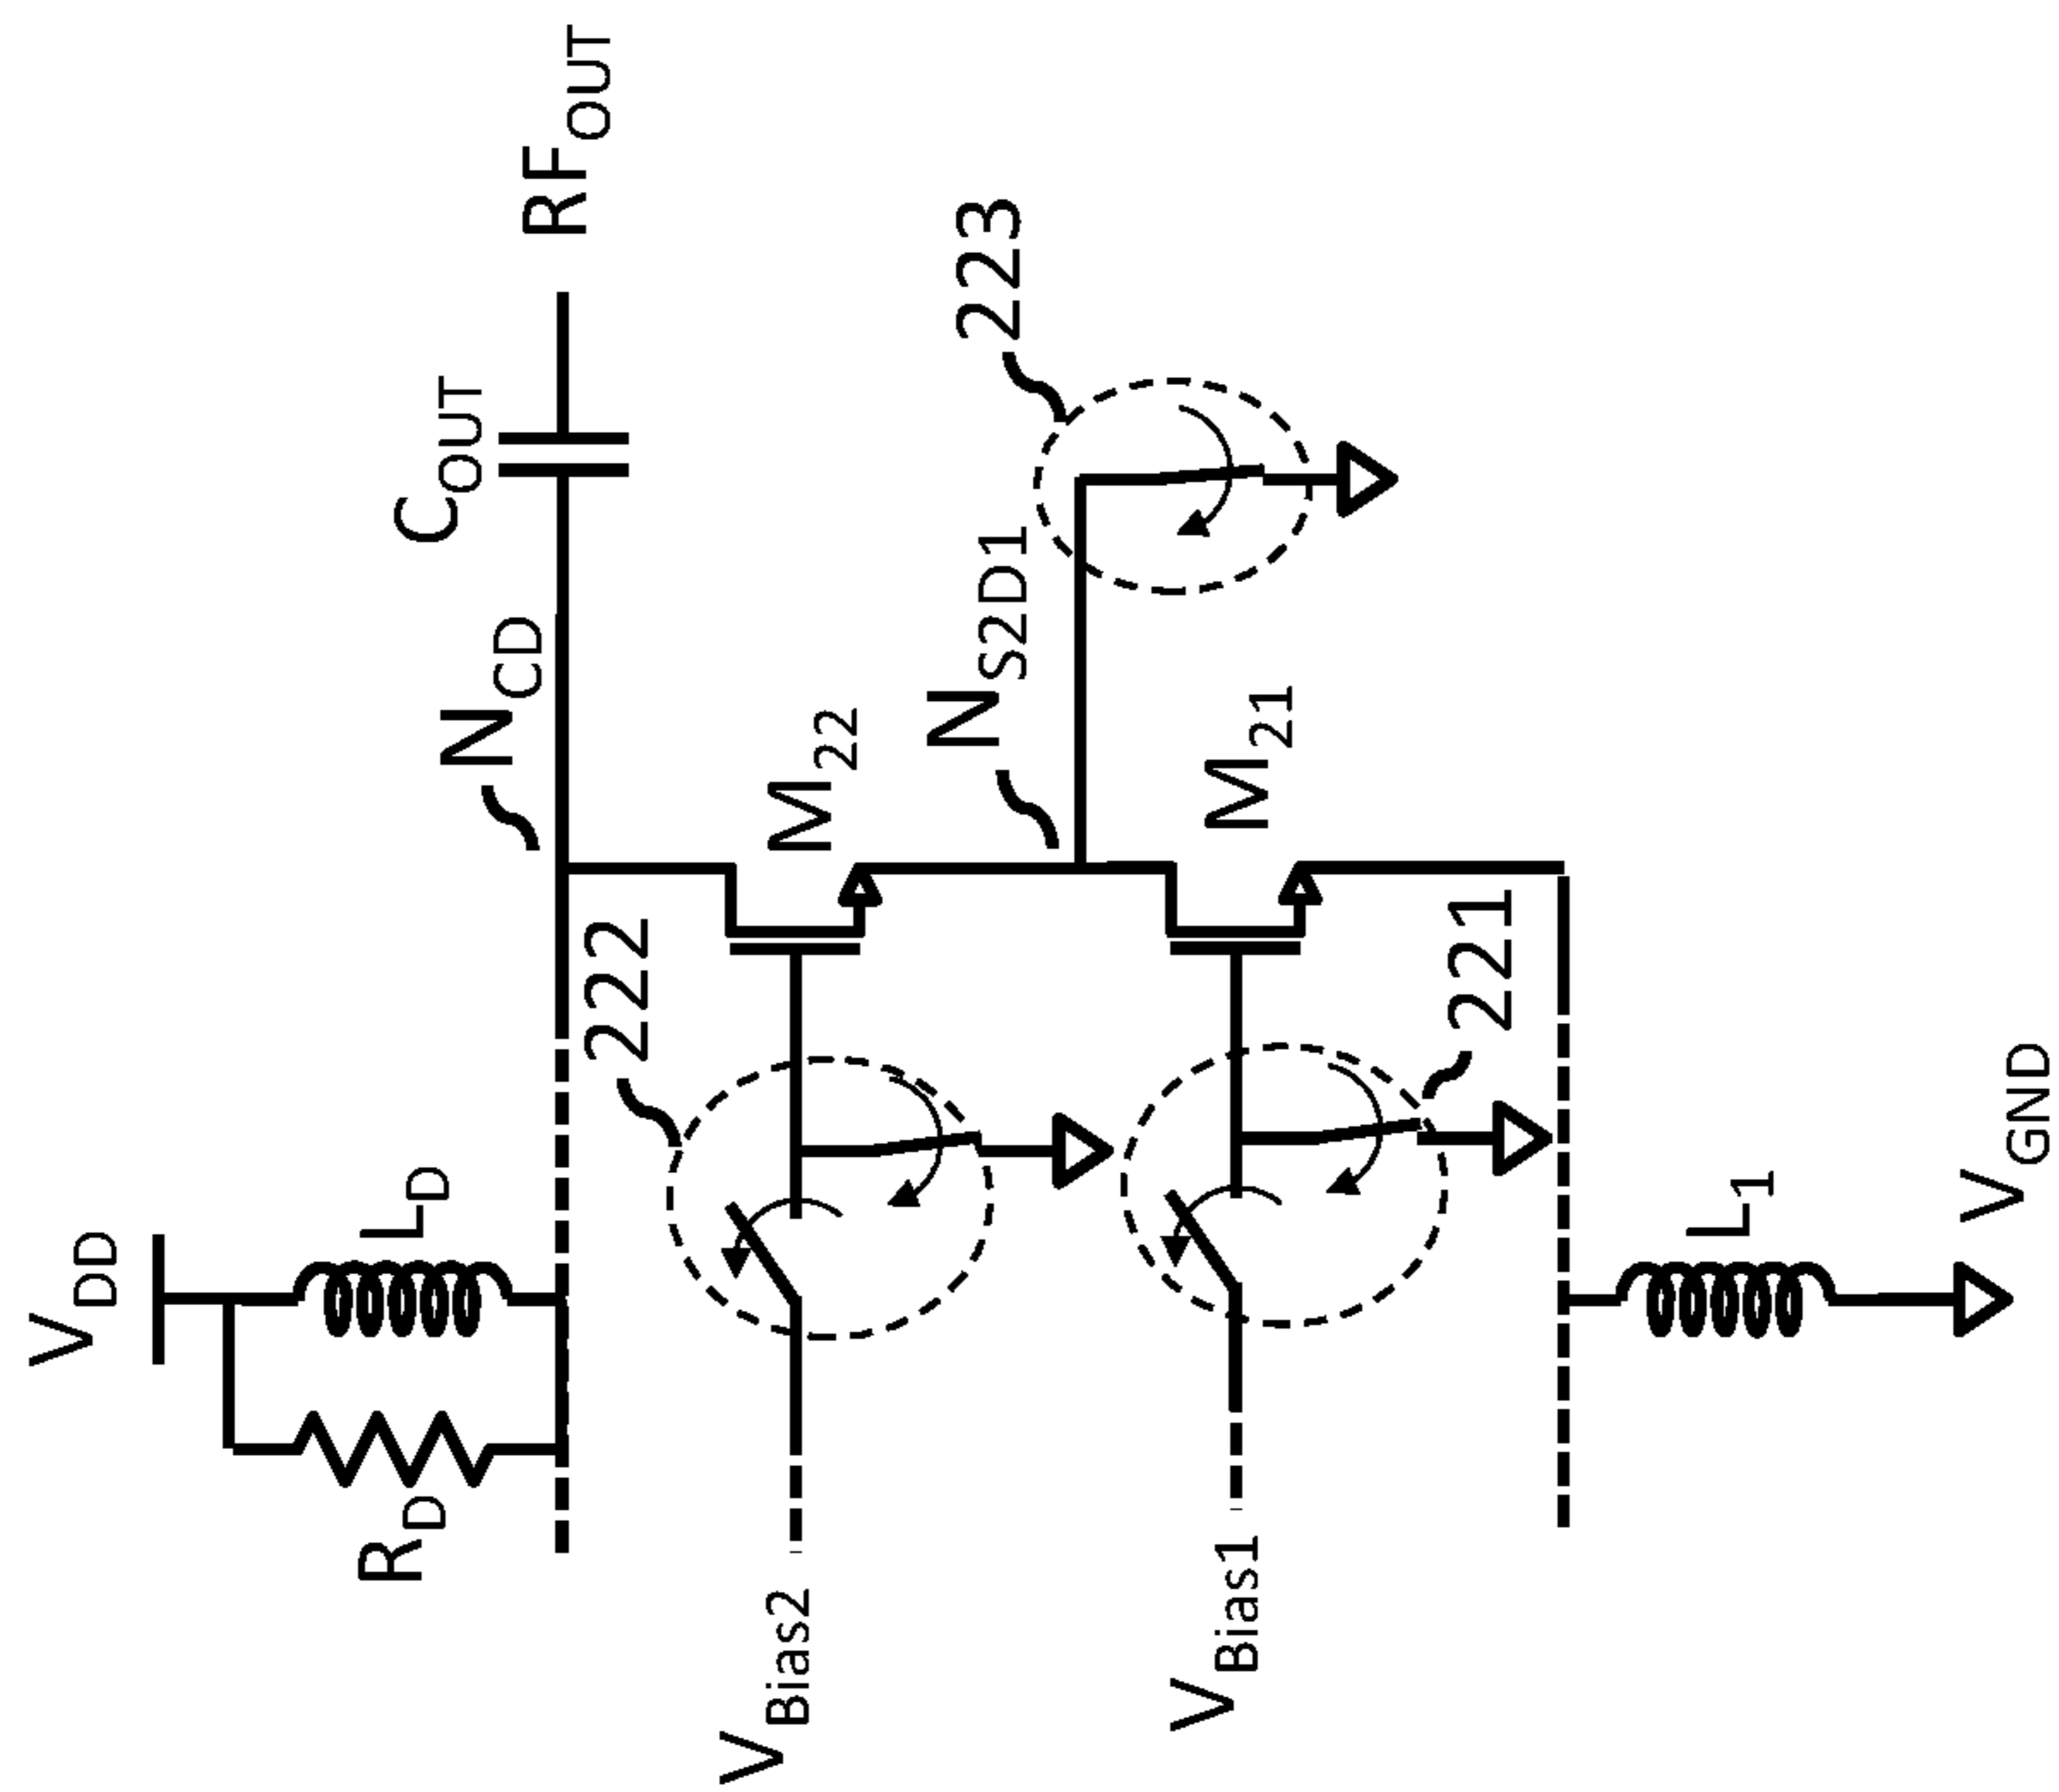 V_DD
R_D
L_D
N_CD
C_OUT
RF_OUT
222
M_22
V_Bias2
N_S2D1
223
M_21
221
V_Bias1
L_1
V_GND